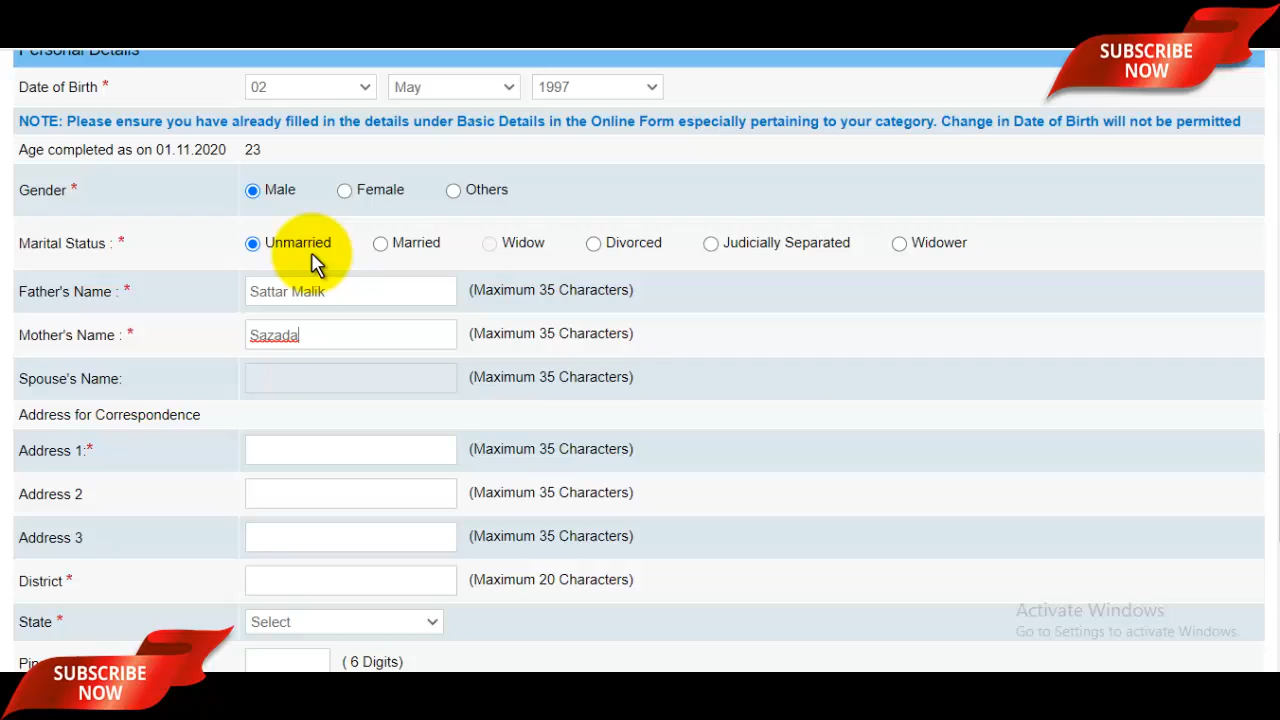 Personal Details
SUBSCRIBE
NOW
Date of Birth * 02 May 1997
NOTE: Please ensure you have already filled in the details under Basic Details in the Online Form especially pertaining to your category. Change in Date of Birth will not be permitted
Age completed as on 01.11.2020 23
Gender * Male Female Others
Marital Status : * Unmarried Married Widow Divorced Judicially Separated Widower
Father's Name : * Sattar Malik (Maximum 35 Characters)
Mother's Name : * Sazada (Maximum 35 Characters)
Spouse's Name: (Maximum 35 Characters)
Address for Correspondence
Address 1:* (Maximum 35 Characters)
Address 2 (Maximum 35 Characters)
Address 3 (Maximum 35 Characters)
District * (Maximum 20 Characters)
State * Select
Activate Windows
Go to Settings to activate Windows.
( 6 Digits)
SUBSCRIBE
NOW